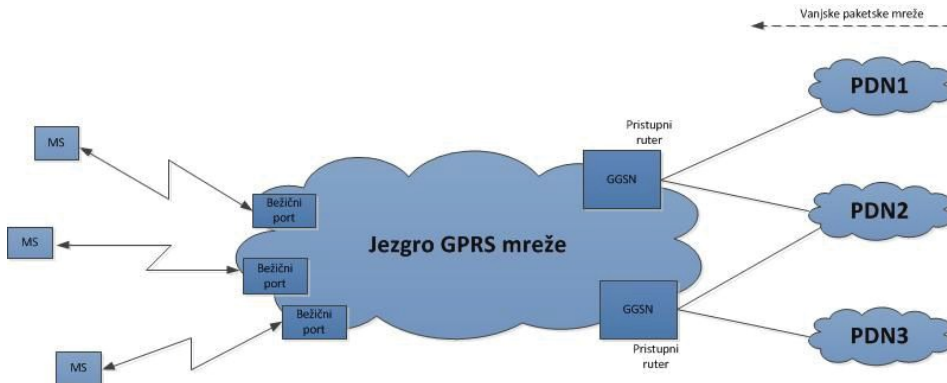 Vanjske paketske mreže
PDN1
Pristupni
ruter
MS
GGSN
Bežični
port
PDN2
MS
Jezgro GPRS mreže
Bežični
port
Bežični
port
GGSN
PDN3
Pristupni
ruter
MS